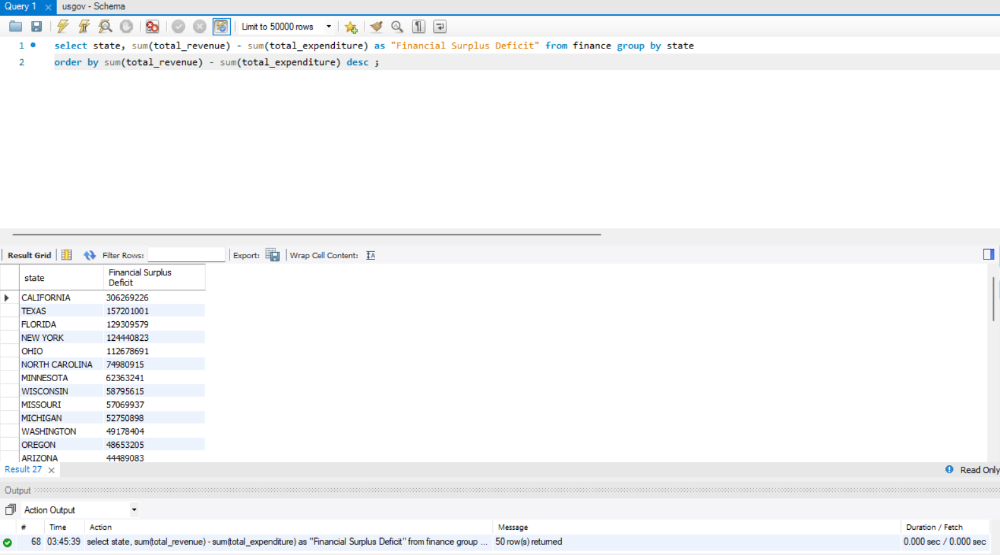 Query 1
usgov - Schema
Limit to 50000 rows
1 select state, sum(total_revenue) - sum(total_expenditure) as "Financial Surplus Deficit" from finance group by state
2 order by sum(total_revenue) - sum(total_expenditure) desc ;
Result Grid Filter Rows: Export: Wrap Cell Content:
state Financial Surplus
Deficit
CALIFORNIA 306269226
TEXAS 157201001
FLORIDA 129309579
NEW YORK 124440823
OHIO 112678691
NORTH CAROLINA 74980915
MINNESOTA 62363241
WISCONSIN 58795615
MISSOURI 57069937
MICHIGAN 52750898
WASHINGTON 49178404
OREGON 48653205
ARIZONA 44489083
Result 27 Read Only
Output
Action Output
# Time Action Message Duration / Fetch
68 03:45:39 select state, sum(total_revenue) - sum(total_expenditure) as "Financial Surplus Deficit" from finance group ... 50 row(s) returned 0.000 sec / 0.000 sec